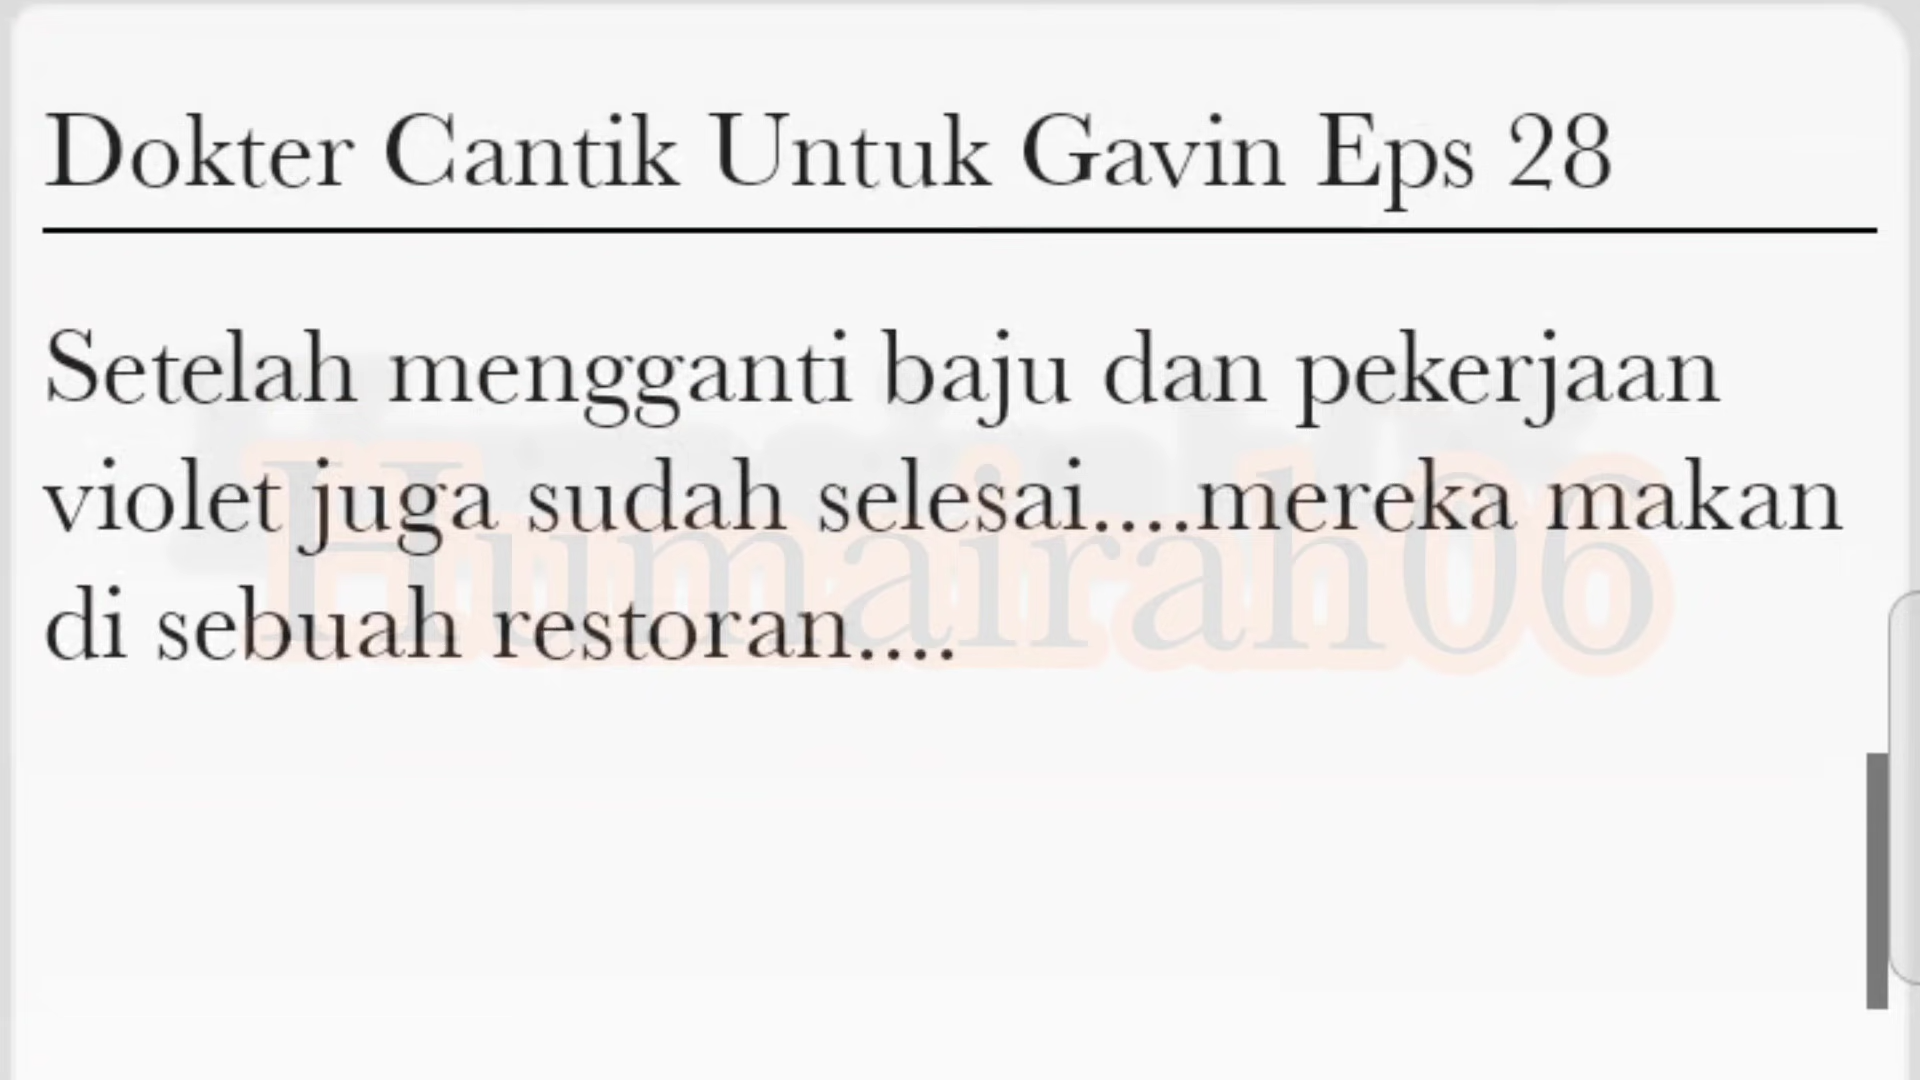 Dokter Cantik Untuk Gavin Eps 28
Setelah mengganti baju dan pekerjaan
violet juga sudah selesai....mereka makan
di sebuah restoran....
Humairah06